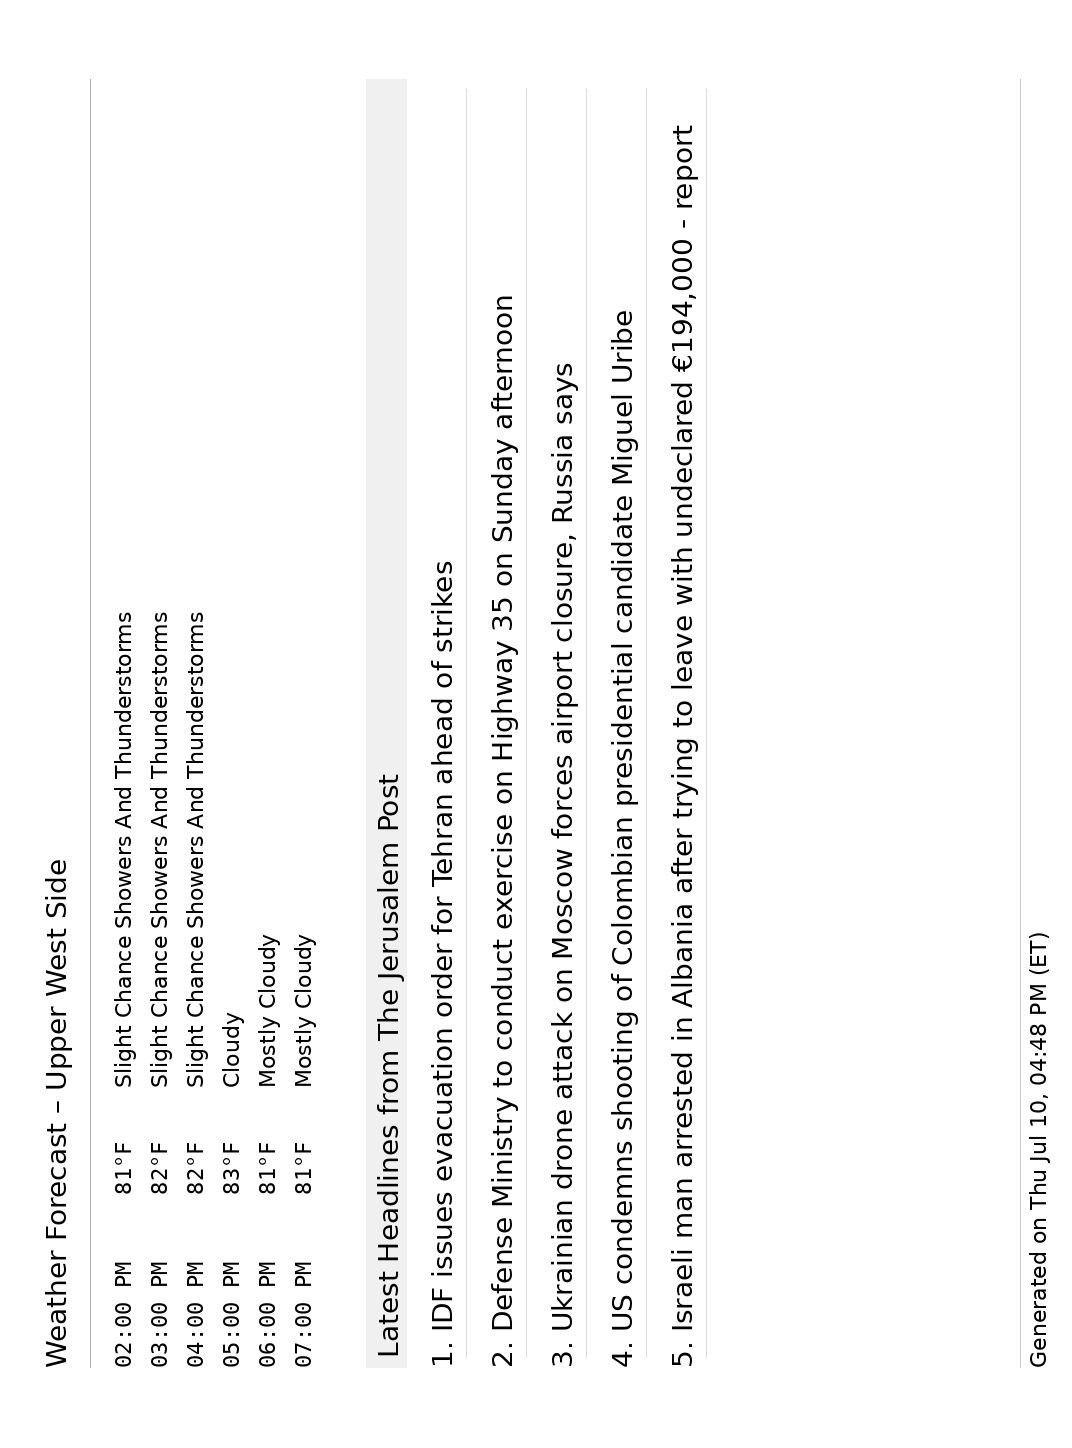 Weather Forecast – Upper West Side
02:00 PM 81°F Slight Chance Showers And Thunderstorms
03:00 PM 82°F Slight Chance Showers And Thunderstorms
04:00 PM 82°F Slight Chance Showers And Thunderstorms
05:00 PM 83°F Cloudy
06:00 PM 81°F Mostly Cloudy
07:00 PM 81°F Mostly Cloudy
Latest Headlines from The Jerusalem Post
1. IDF issues evacuation order for Tehran ahead of strikes
2. Defense Ministry to conduct exercise on Highway 35 on Sunday afternoon
3. Ukrainian drone attack on Moscow forces airport closure, Russia says
4. US condemns shooting of Colombian presidential candidate Miguel Uribe
5. Israeli man arrested in Albania after trying to leave with undeclared €194,000 - report
Generated on Thu Jul 10, 04:48 PM (ET)